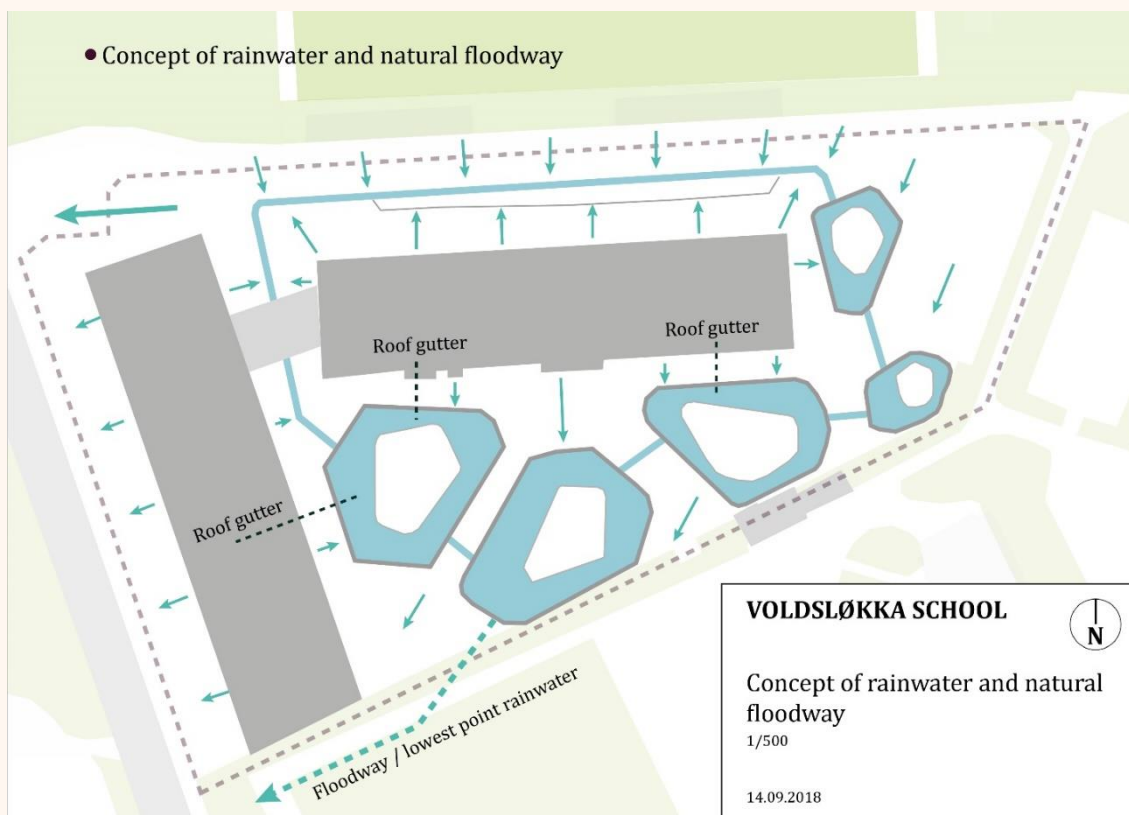 • Concept of rainwater and natural floodway
Roof gutter
Roof gutter
Roof gutter
Floodway / lowest point rainwater
VOLDSLØKKA SCHOOL
N
Concept of rainwater and natural
floodway
1/500
14.09.2018